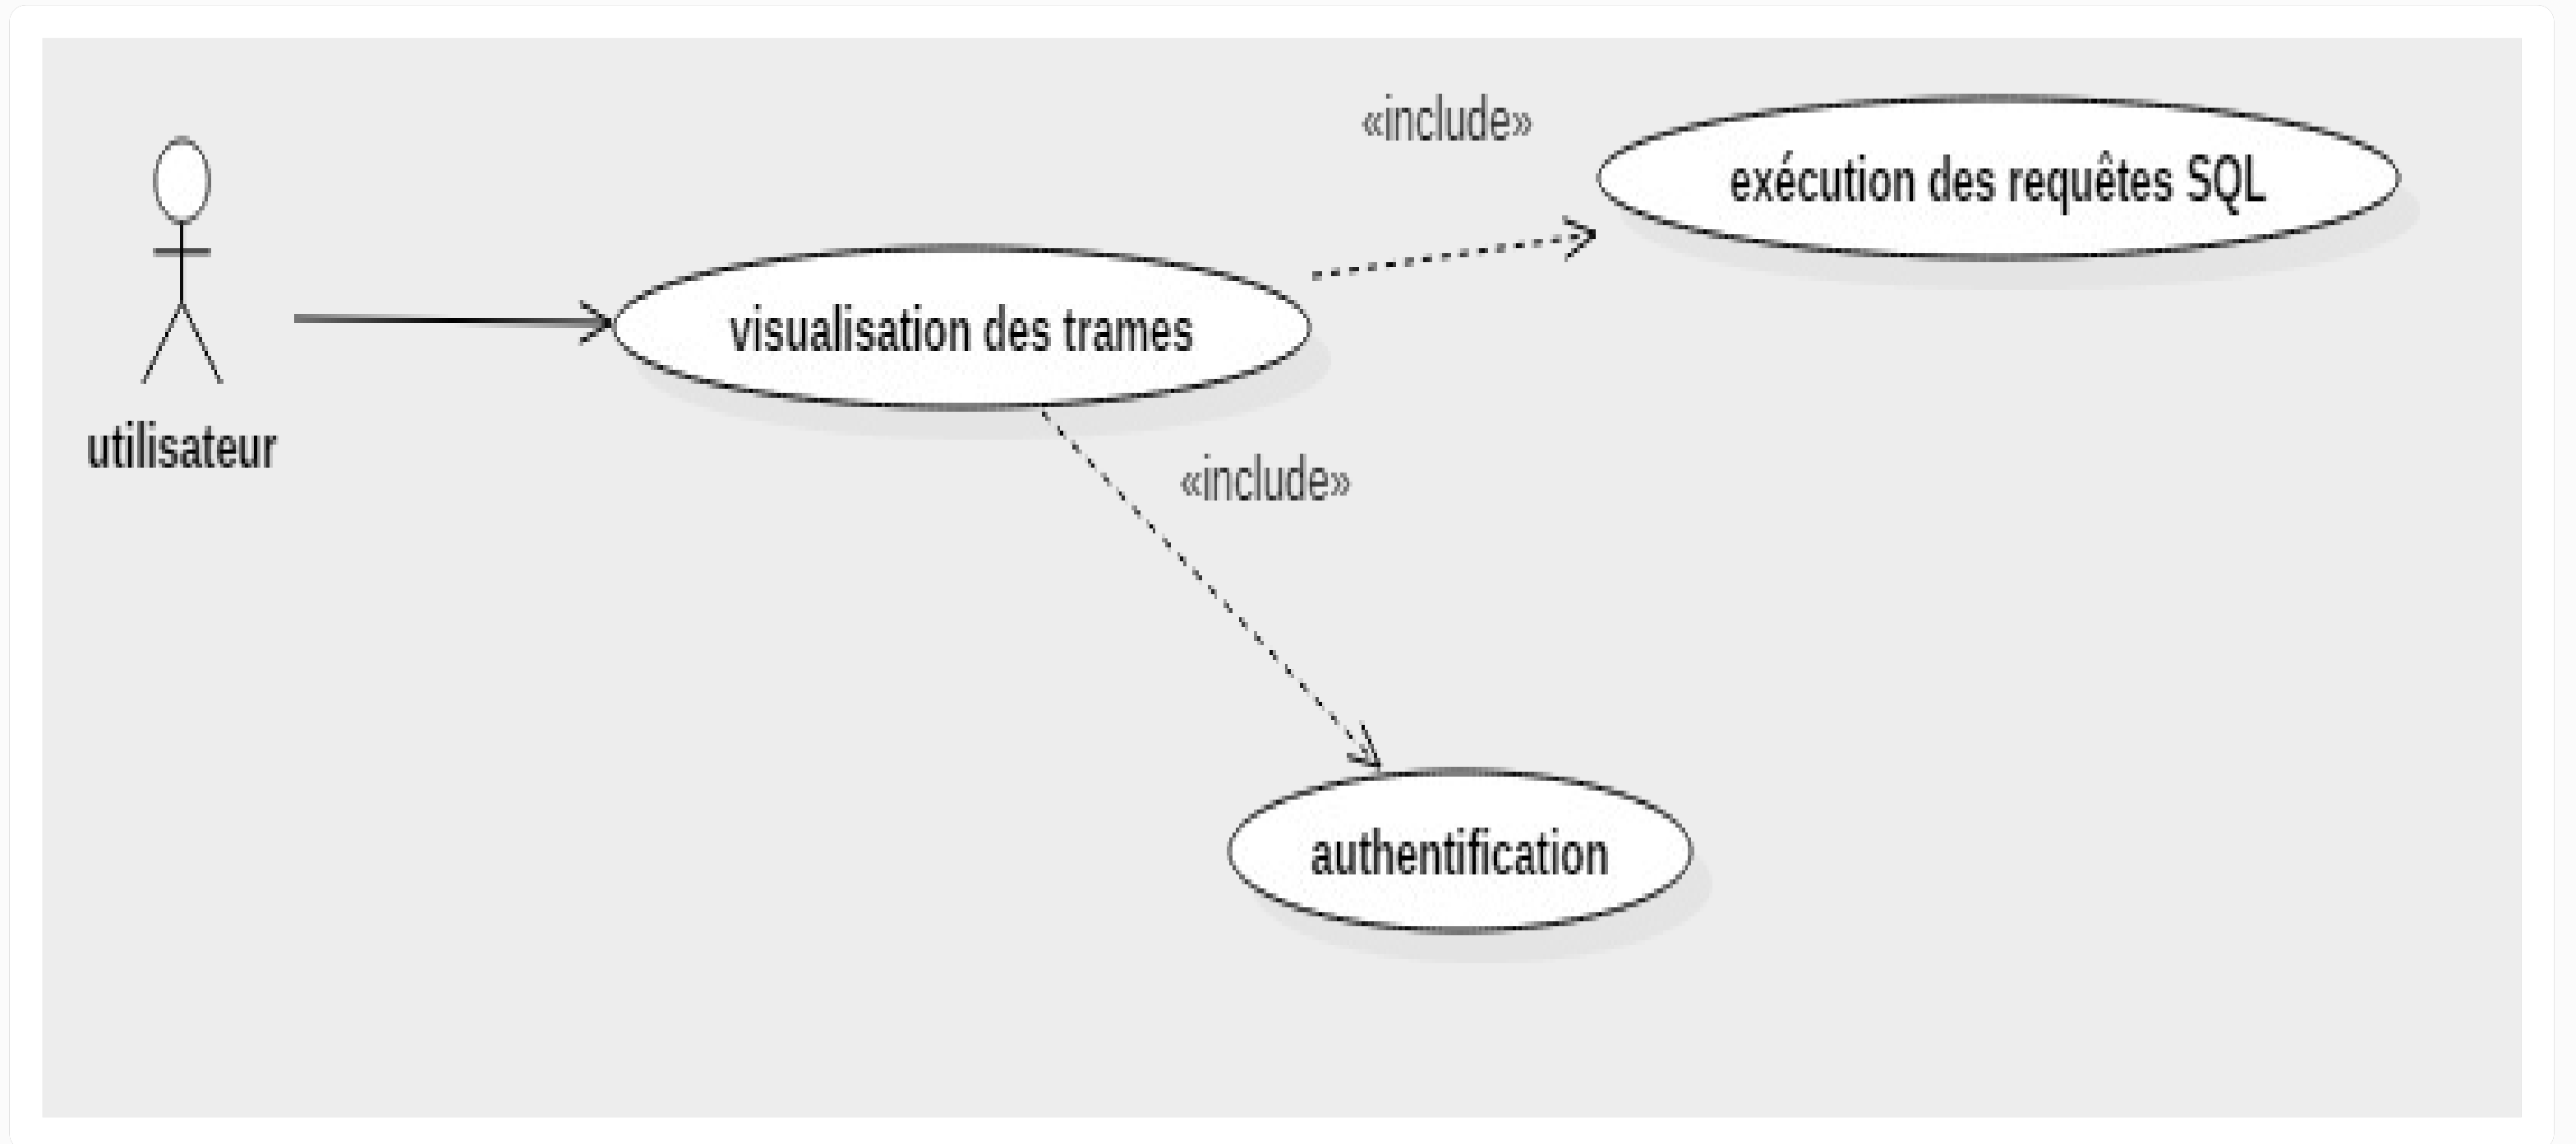 «include»
exécution des requêtes SQL
visualisation des trames
utilisateur
«include»
authentification